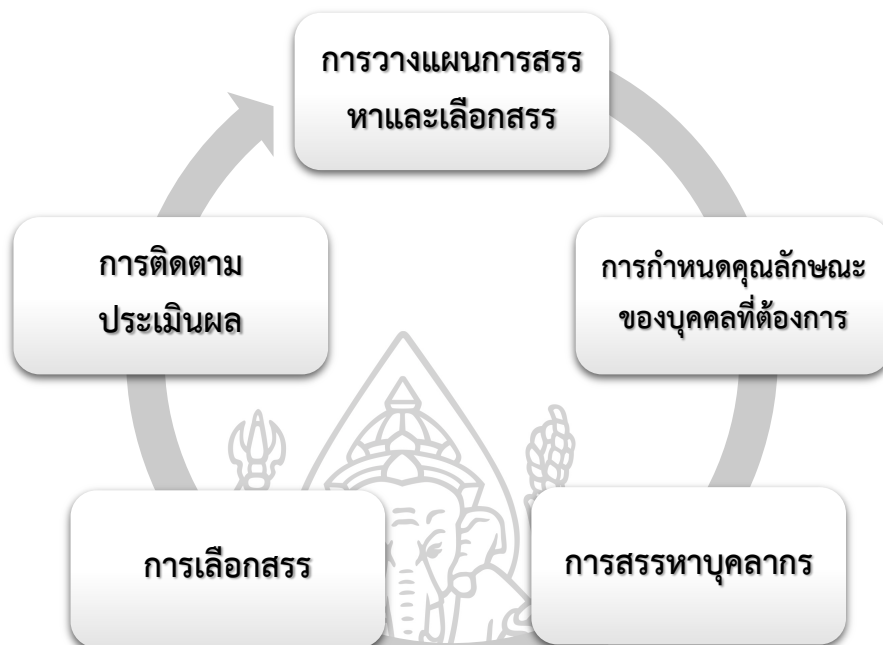 การวางแผนการสรร
หาและเลือกสรร
การกำหนดคุณลักษณะ
ของบุคคลที่ต้องการ
การสรรหาบุคลากร
การเลือกสรร
การติดตาม
ประเมินผล